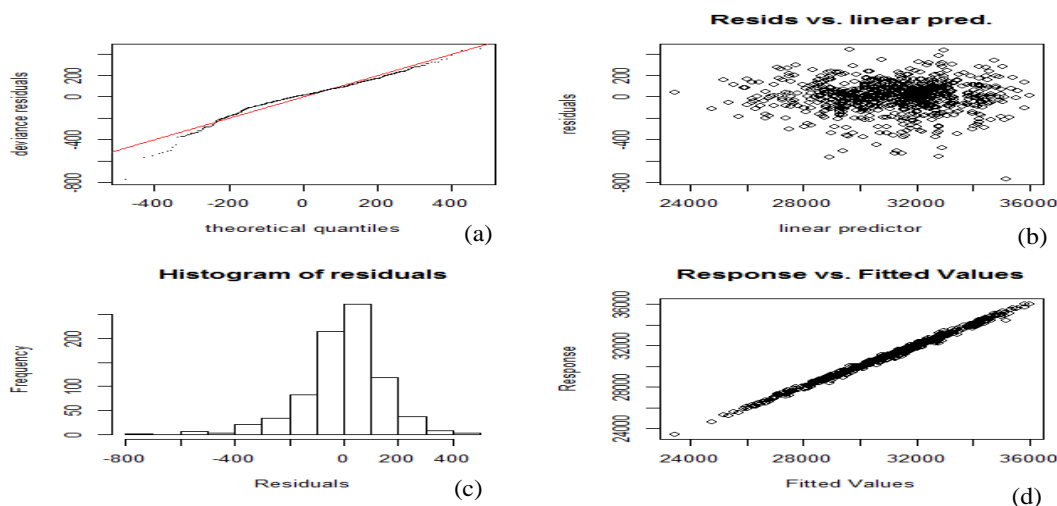 deviance residuals
200
0
-400
-800
-400
-200
0
200
400
theoretical quantiles
(a)
Resids vs. linear pred.
residuals
200
0
-400
-800
24000
28000
32000
36000
linear predictor
(b)
Histogram of residuals
Frequency
200
100
50
0
-800
-400
0
400
Residuals
(c)
Response vs. Fitted Values
Response
36000
32000
28000
24000
24000
28000
32000
36000
Fitted Values
(d)